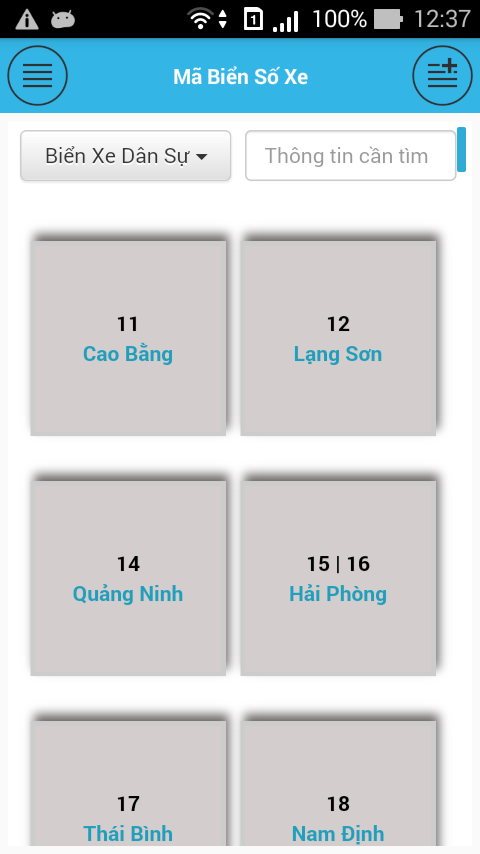 100% 12:37
Mã Biển Số Xe
Biển Xe Dân Sự Thông tin cần tìm
11 12
Cao Bằng Lạng Sơn
14 15 | 16
Quảng Ninh Hải Phòng
17 18
Thái Bình Nam Định